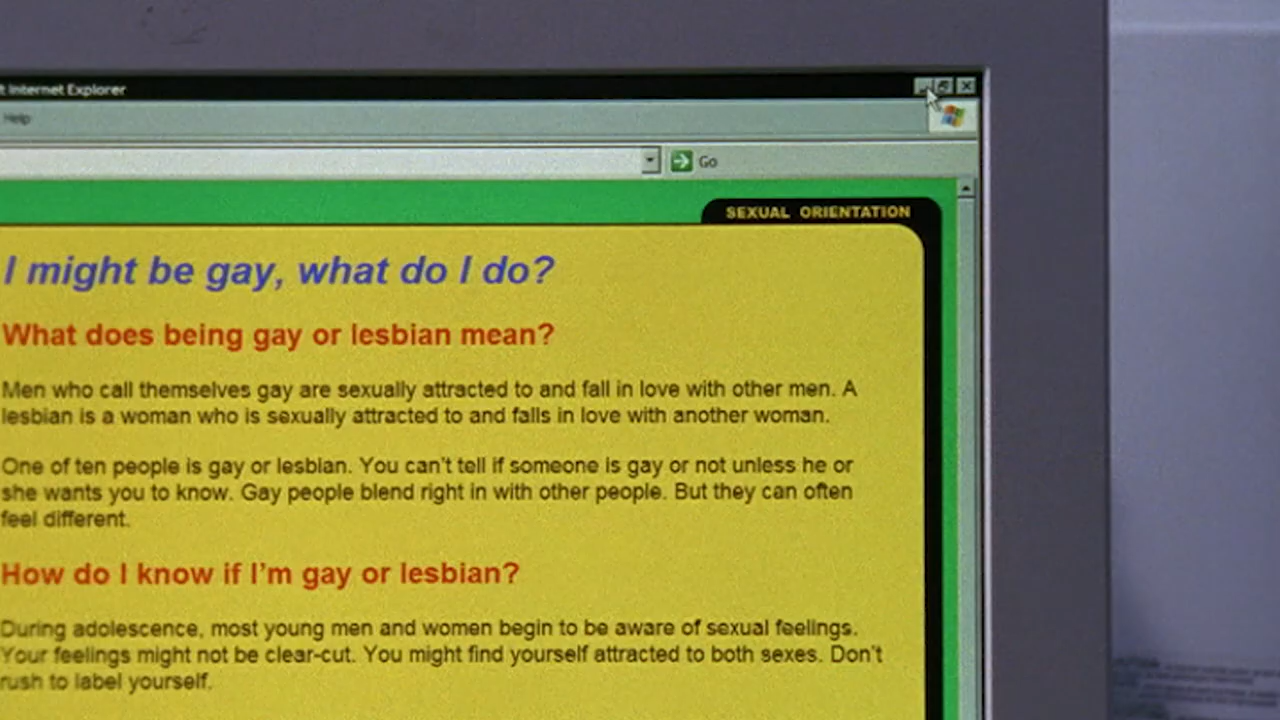 t Internet Explorer
Help
Go
SEXUAL ORIENTATION
I might be gay, what do I do?
What does being gay or lesbian mean?
Men who call themselves gay are sexually attracted to and fall in love with other men. A
lesbian is a woman who is sexually attracted to and falls in love with another woman.
One of ten people is gay or lesbian. You can't tell if someone is gay or not unless he or
she wants you to know. Gay people blend right in with other people. But they can often
feel different.
How do I know if I'm gay or lesbian?
During adolescence, most young men and women begin to be aware of sexual feelings.
Your feelings might not be clear-cut. You might find yourself attracted to both sexes. Don't
rush to label yourself.